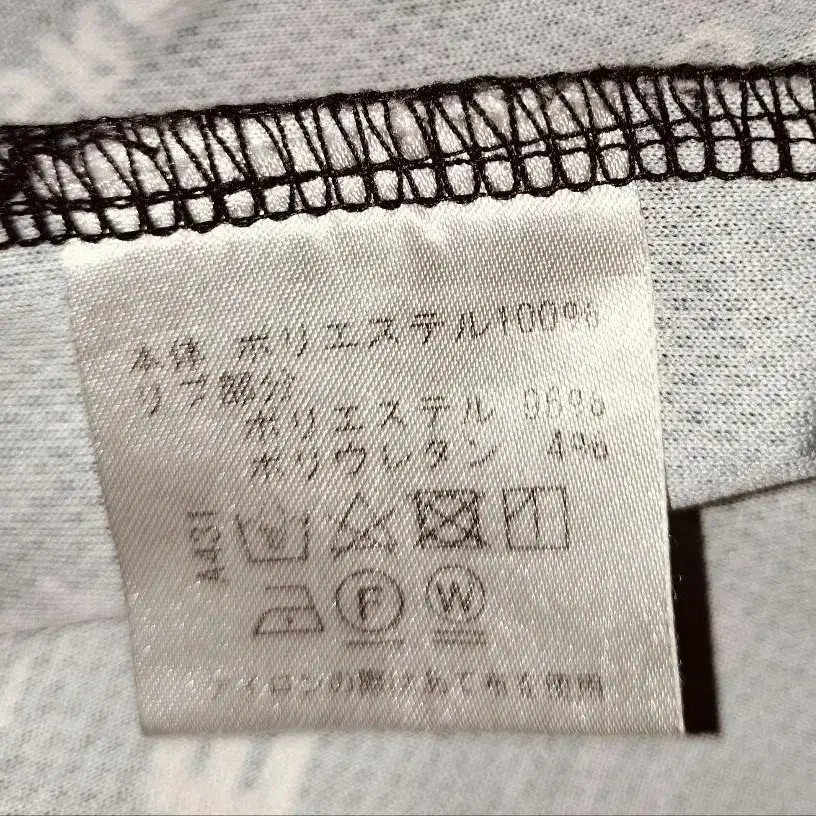 本体 ポリエステル100%
リブ部分
ポリエステル 96%
ポリウレタン 4%
A431
F W
アイロンの際はあて布を使用